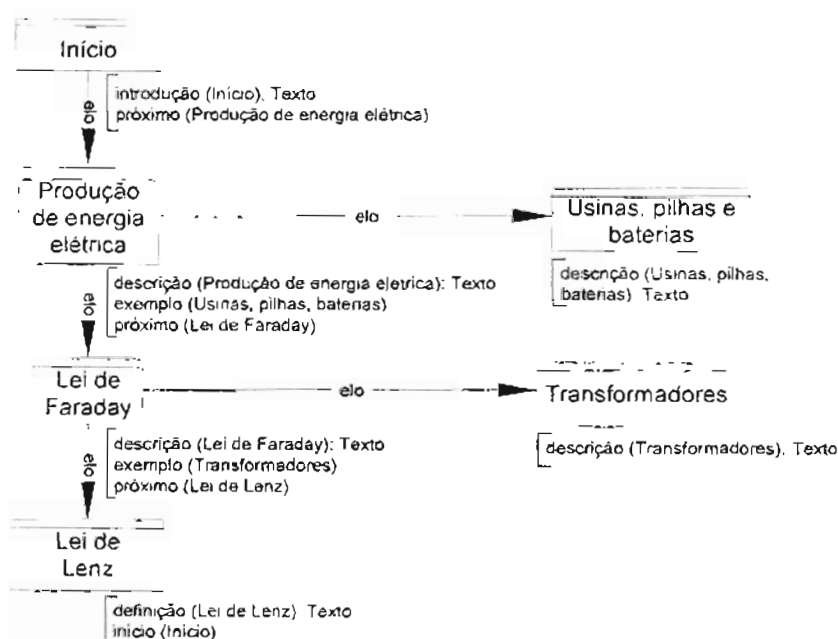 Início
elo
introdução (Início), Texto
próximo (Produção de energia elétrica)
Produção
de energia
elétrica
elo
Usinas, pilhas e
baterias
descrição (Usinas, pilhas,
baterias) Texto
elo
descrição (Produção de energia eletrica): Texto
exemplo (Usinas, pilhas, baterias)
próximo (Lei de Faraday)
Lei de
Faraday
elo
Transformadores
descrição (Transformadores), Texto
elo
descrição (Lei de Faraday): Texto
exemplo (Transformadores)
próximo (Lei de Lenz)
Lei de
Lenz
definição (Lei de Lenz) Texto
início (Início)